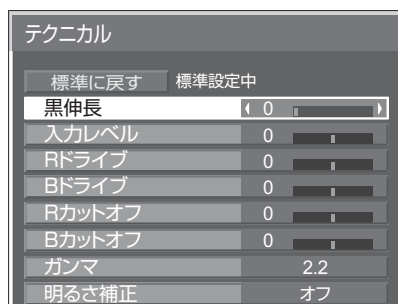 テクニカル
標準に戻す 標準設定中
黒伸長 0
入力レベル 0
Rドライブ 0
Bドライブ 0
Rカットオフ 0
Bカットオフ 0
ガンマ 2.2
明るさ補正 オフ